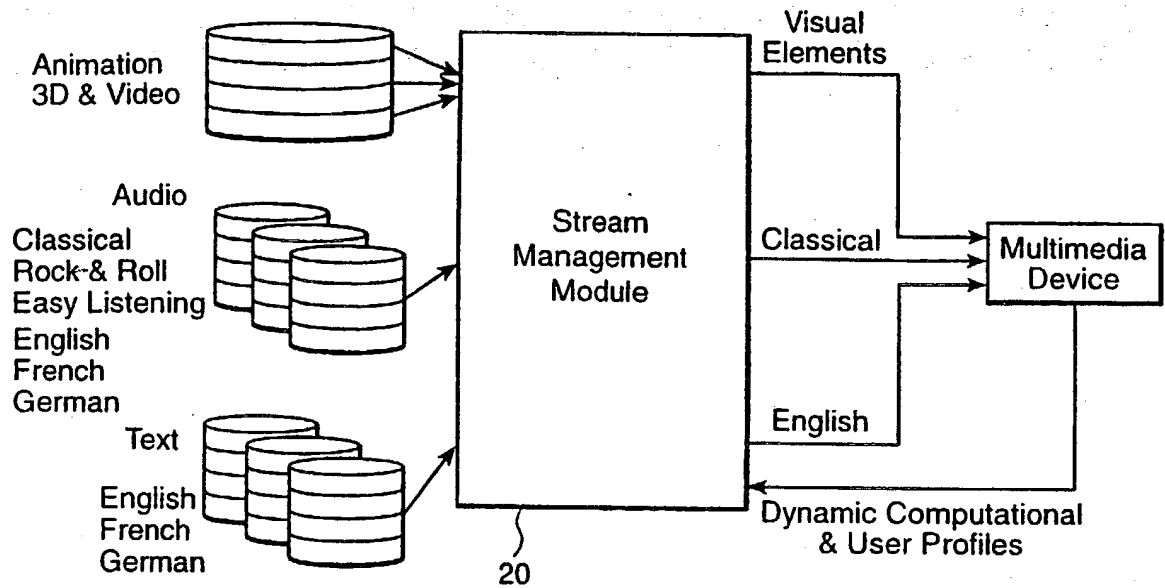 Animation
3D & Video
Audio
Classical
Rock & Roll
Easy Listening
English
French
German
Text
English
French
German
Stream
Management
Module
20
Visual
Elements
Classical
English
Multimedia
Device
Dynamic Computational
& User Profiles